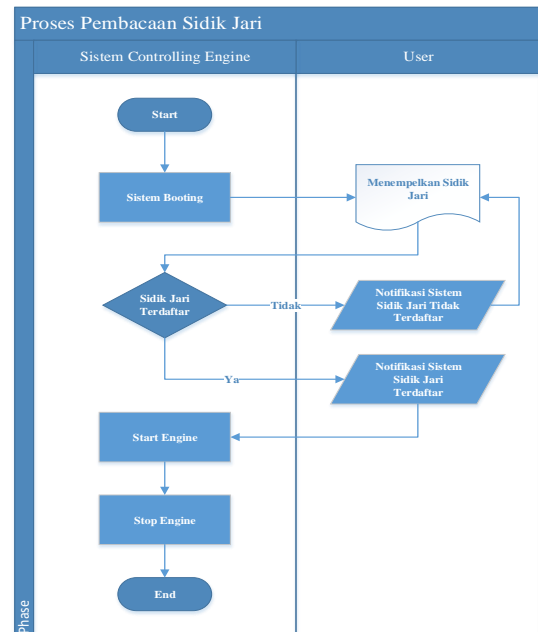 Proses Pembacaan Sidik Jari
Sistem Controlling Engine
User
Start
Sistem Booting
Menempelkan Sidik
Jari
Sidik Jari
Terdaftar
Tidak
Notifikasi Sistem
Sidik Jari Tidak
Terdaftar
Ya
Notifikasi Sistem
Sidik Jari
Terdaftar
Start Engine
Stop Engine
End
Phase